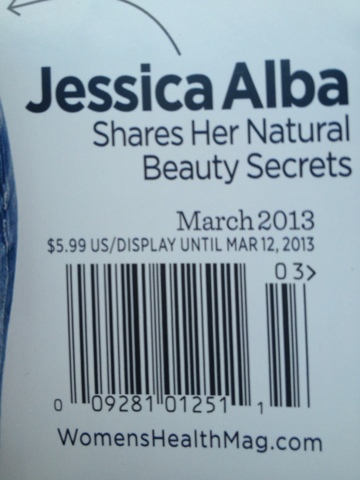 Jessica Alba
Shares Her Natural
Beauty Secrets
March 2013
$5.99 US/DISPLAY UNTIL MAR 12, 2013
03>
0 09281 01251 1
WomensHealthMag.com